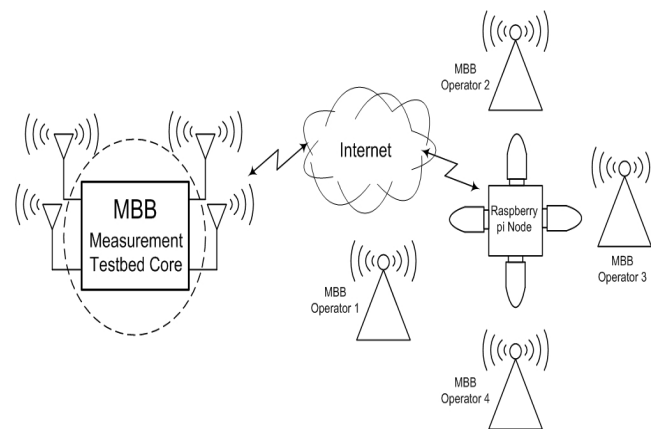 MBB
Measurement
Testbed Core
Internet
MBB
Operator 1
MBB
Operator 2
Raspberry
pi Node
MBB
Operator 3
MBB
Operator 4